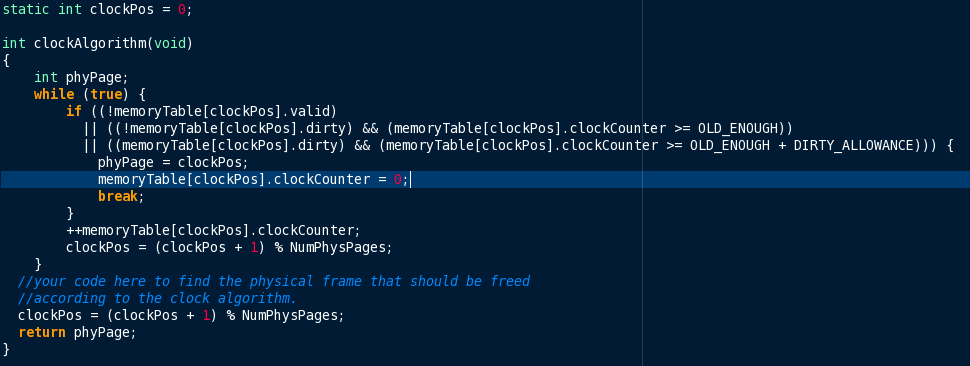 static int clockPos = 0;

int clockAlgorithm(void)
{
    int phyPage;
    while (true) {
        if ((!memoryTable[clockPos].valid)
          || ((!memoryTable[clockPos].dirty) && (memoryTable[clockPos].clockCounter >= OLD_ENOUGH))
          || ((memoryTable[clockPos].dirty) && (memoryTable[clockPos].clockCounter >= OLD_ENOUGH + DIRTY_ALLOWANCE))) {
            phyPage = clockPos;
            memoryTable[clockPos].clockCounter = 0;
            break;
        }
        ++memoryTable[clockPos].clockCounter;
        clockPos = (clockPos + 1) % NumPhysPages;
    }
  //your code here to find the physical frame that should be freed
  //according to the clock algorithm.
  clockPos = (clockPos + 1) % NumPhysPages;
  return phyPage;
}